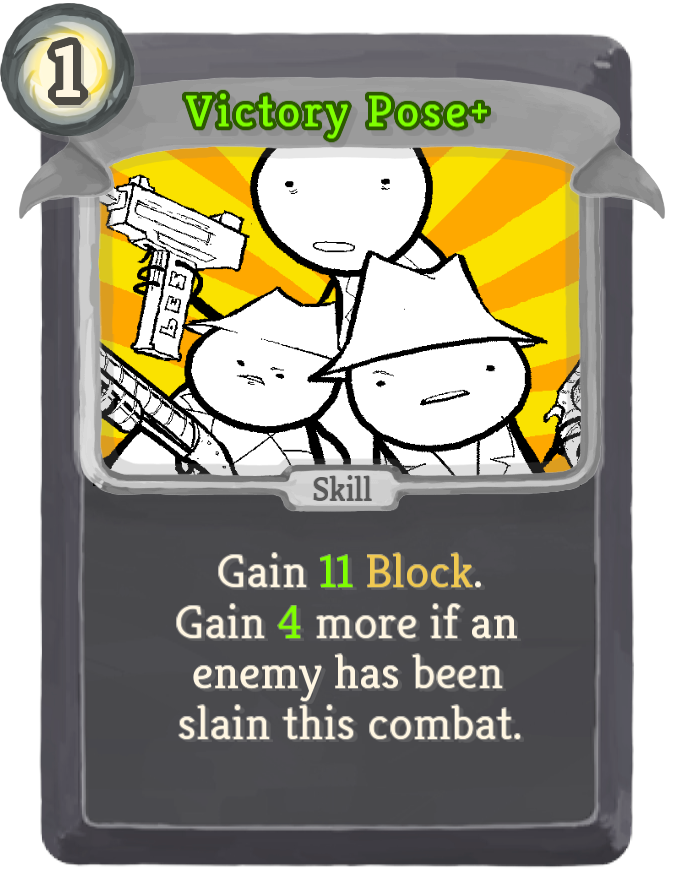 1
Victory Pose+
Skill
Gain 11 Block.
Gain 4 more if an
enemy has been
slain this combat.